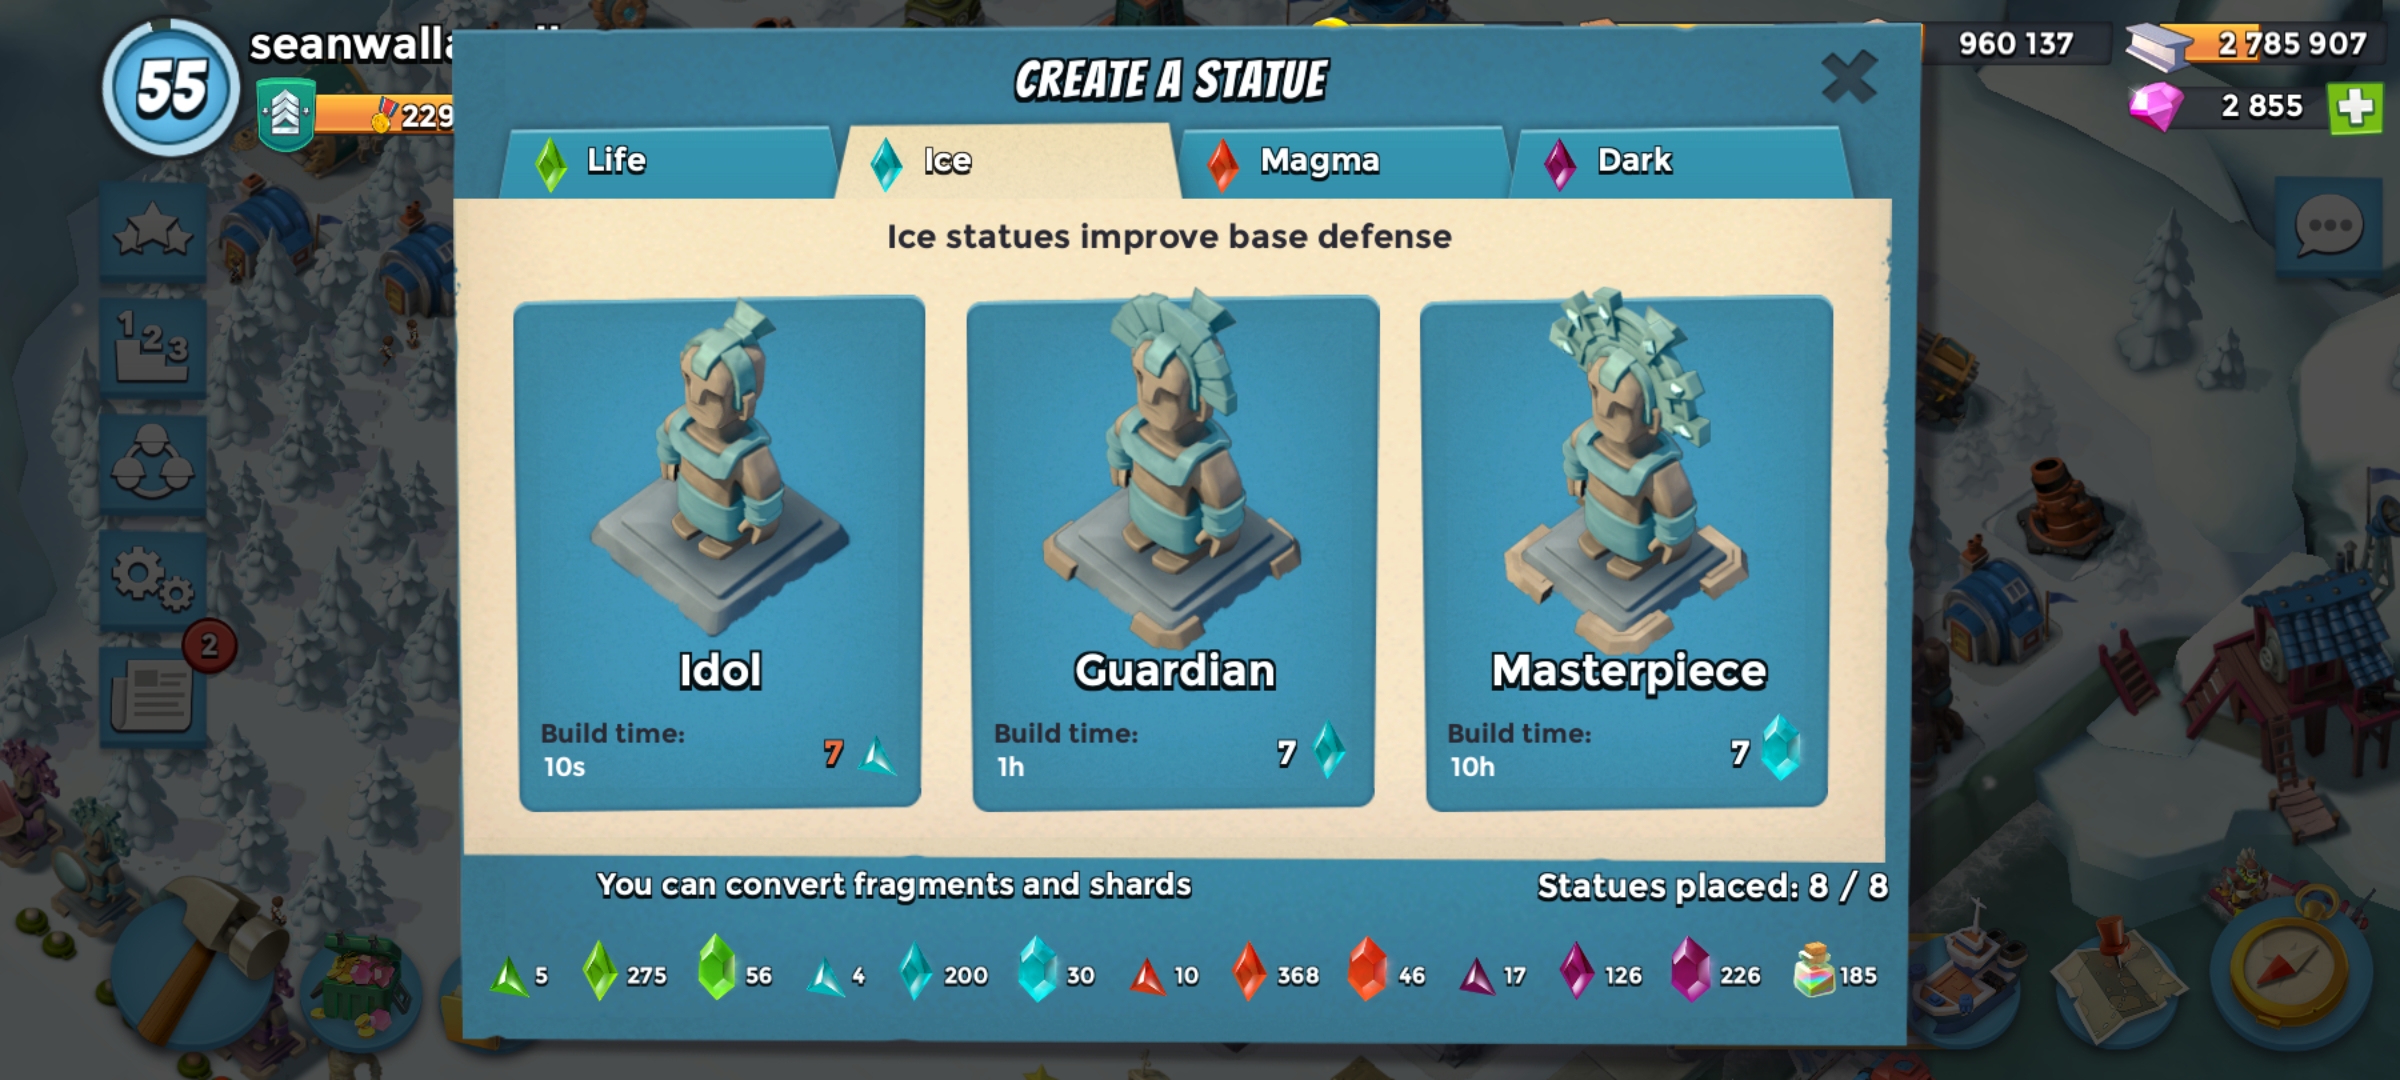 55
229
960 137
2 785 907
2 855
CREATE A STATUE
Life
Ice
Magma
Dark
Ice statues improve base defense
1 2 3
2
Idol
Build time:
10s
7
Guardian
Build time:
1h
7
Masterpiece
Build time:
10h
7
You can convert fragments and shards
Statues placed: 8 / 8
5
275
56
4
200
30
10
368
46
17
126
226
185